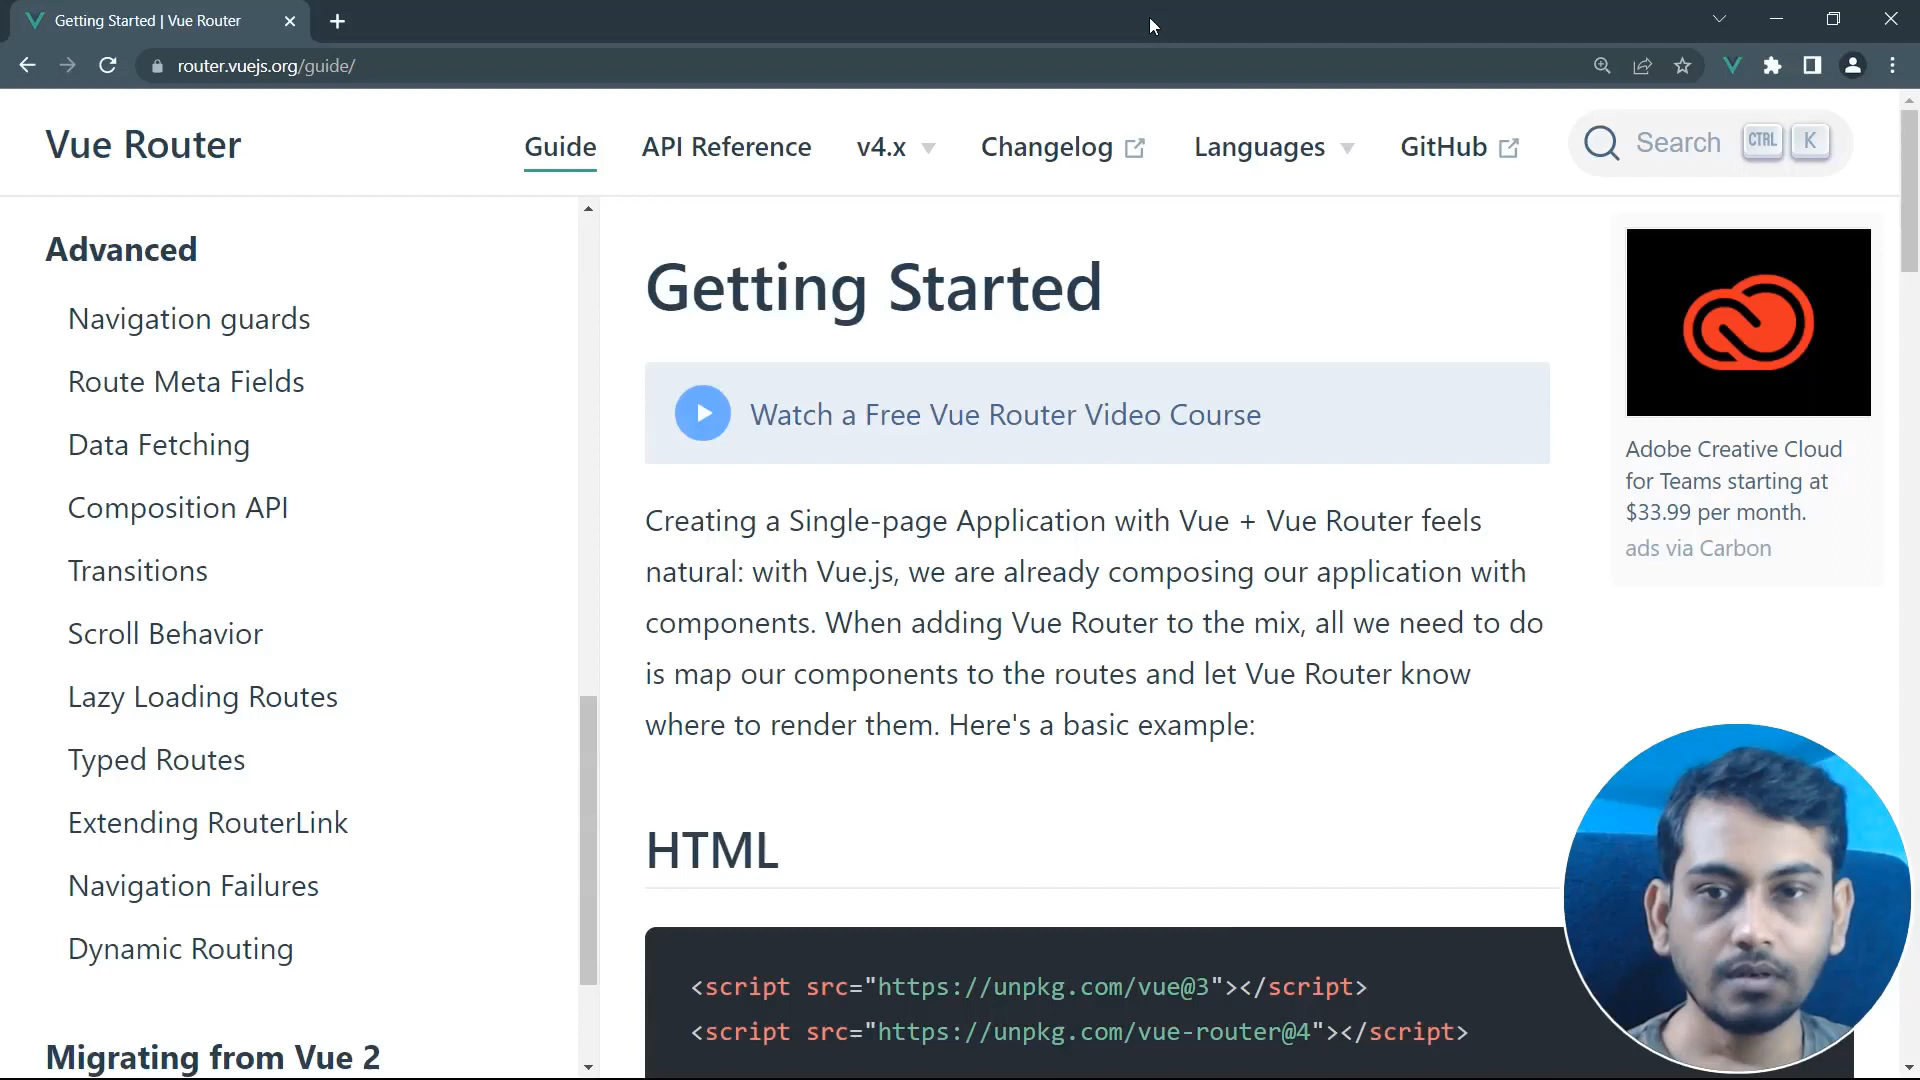 Getting Started | Vue Router
router.vuejs.org/guide/
Vue Router
Guide
API Reference
v4.x
Changelog
Languages
GitHub
Search
CTRL
K
Advanced
Navigation guards
Route Meta Fields
Data Fetching
Composition API
Transitions
Scroll Behavior
Lazy Loading Routes
Typed Routes
Extending RouterLink
Navigation Failures
Dynamic Routing
Migrating from Vue 2
Getting Started
Watch a Free Vue Router Video Course
Creating a Single-page Application with Vue + Vue Router feels
natural: with Vue.js, we are already composing our application with
components. When adding Vue Router to the mix, all we need to do
is map our components to the routes and let Vue Router know
where to render them. Here's a basic example:
HTML
<script src="https://unpkg.com/vue@3"></script>
<script src="https://unpkg.com/vue-router@4"></script>
Adobe Creative Cloud
for Teams starting at
$33.99 per month.
ads via Carbon